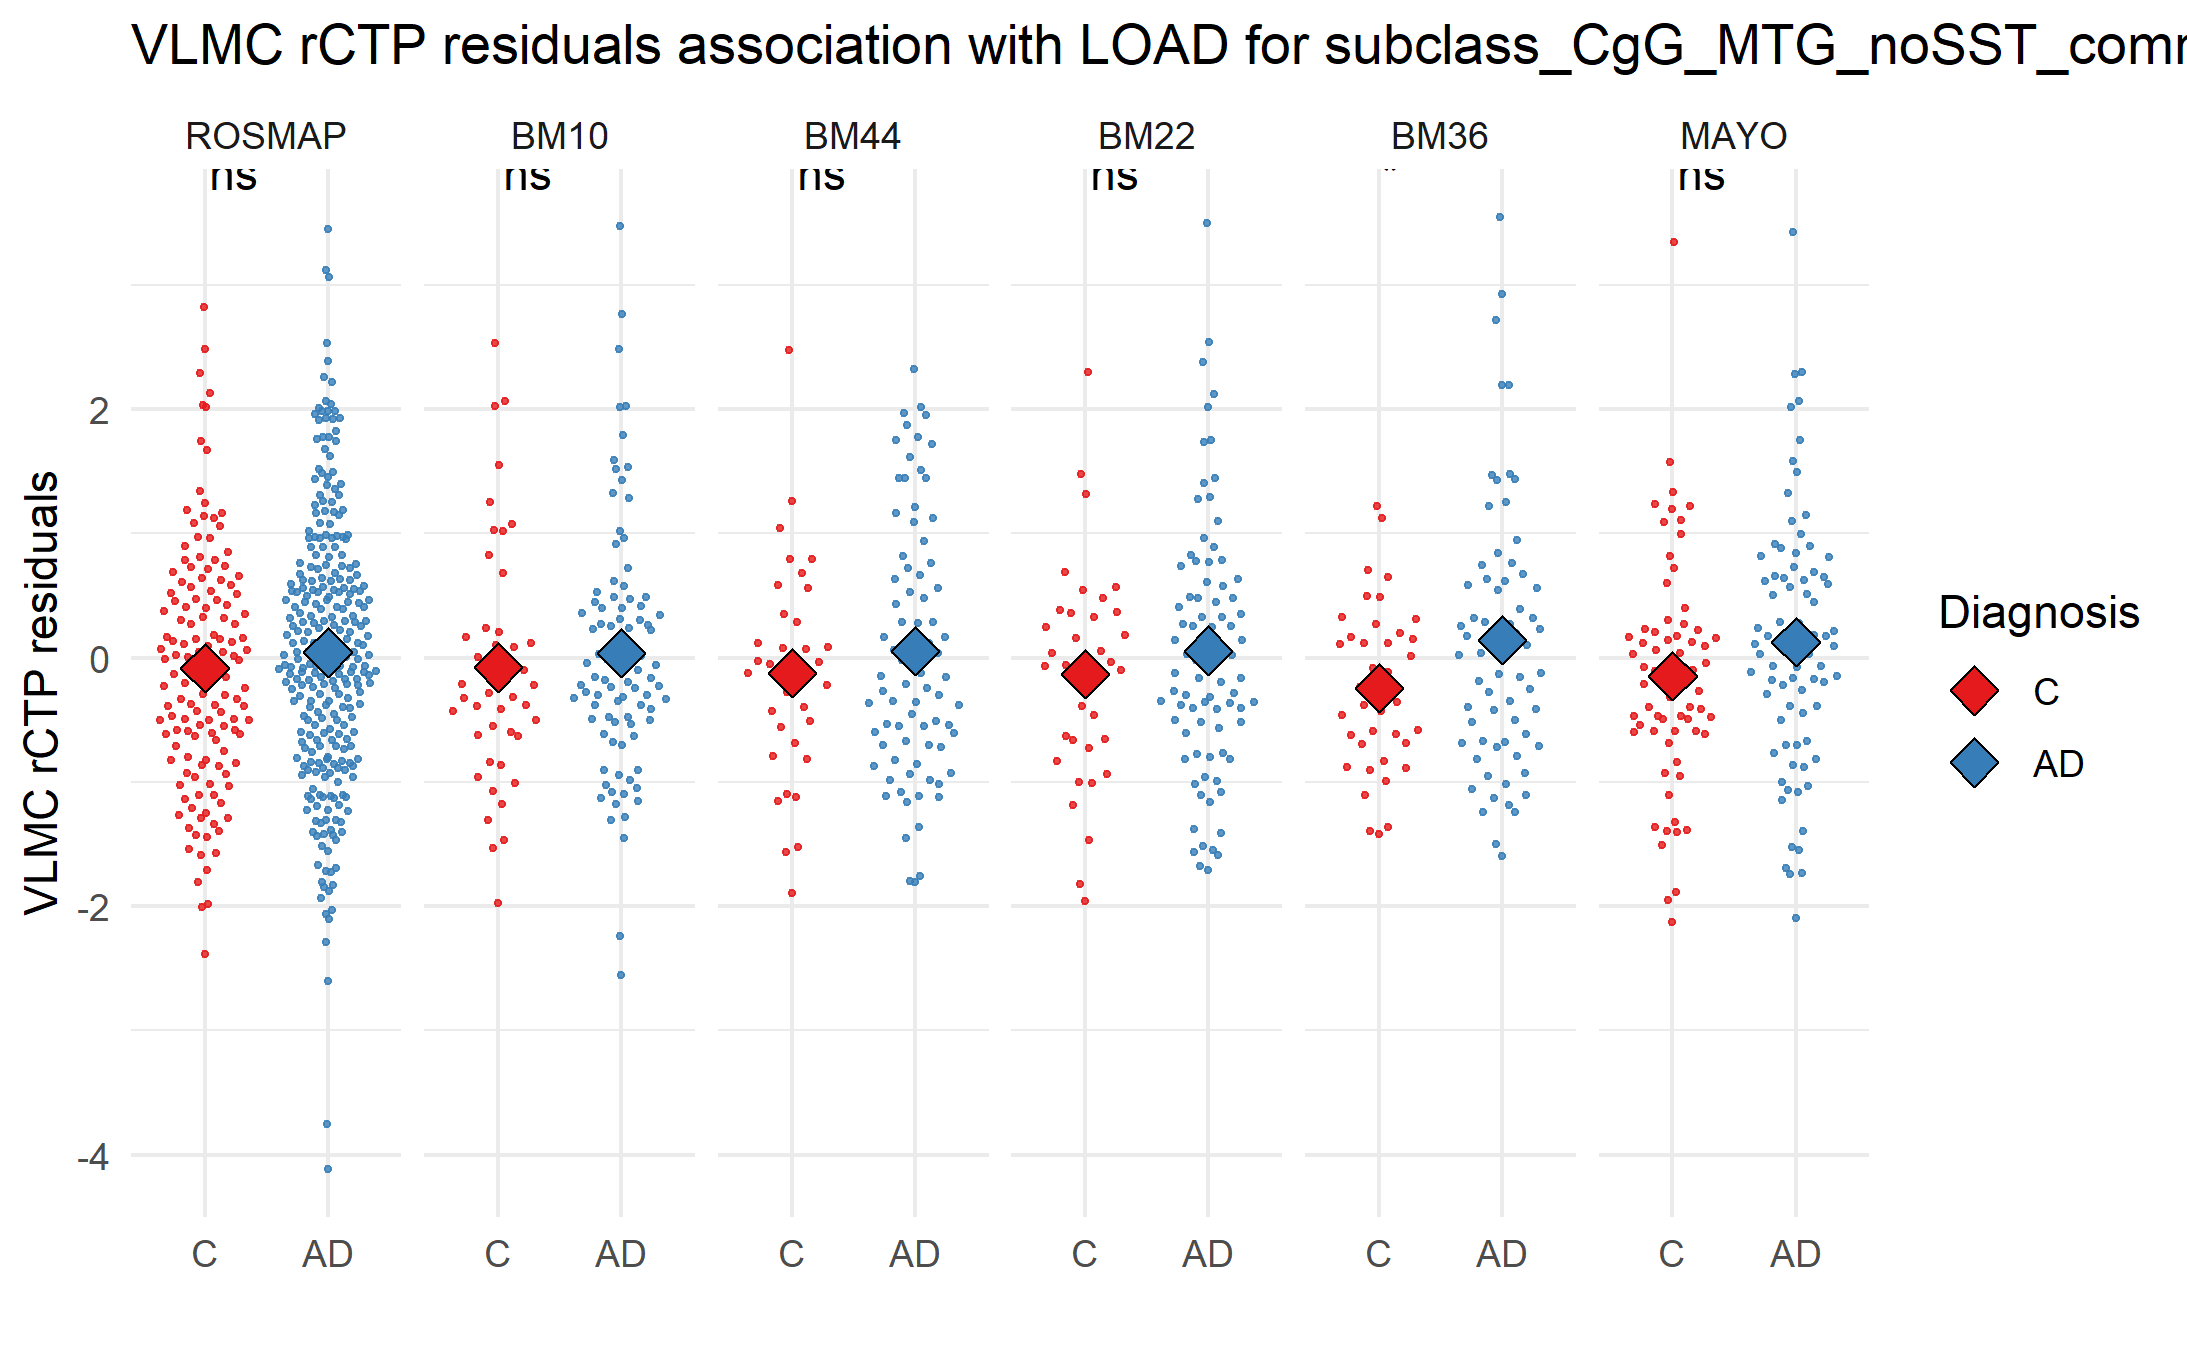 VLMC rCTP residuals association with LOAD for subclass_CgG_MTG_noSST_com
ROSMAP BM10 BM44 BM22 BM36 MAYO
ns ns ns ns * ns
VLMC rCTP residuals
2
0
-2
-4
C AD C AD C AD C AD C AD C AD
Diagnosis
C
AD